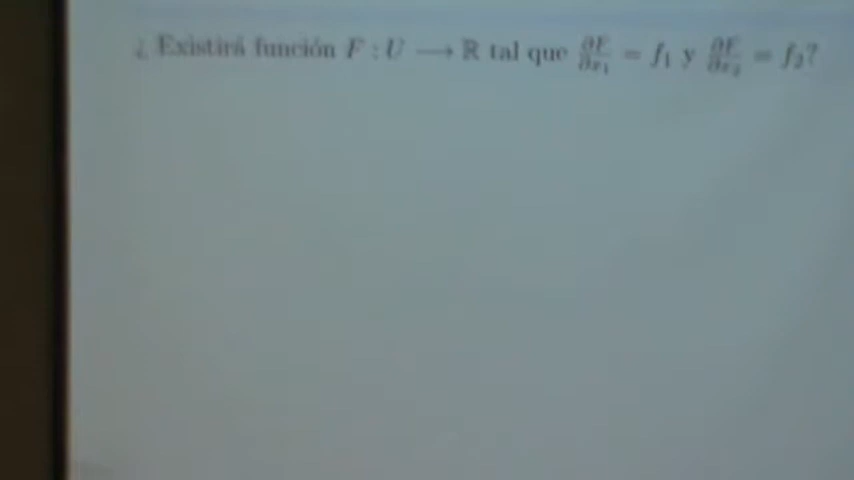 ¿ Existirá función F : U ⟶ ℝ tal que ∂F/∂x₁ = f₁ y ∂F/∂x₂ = f₂?